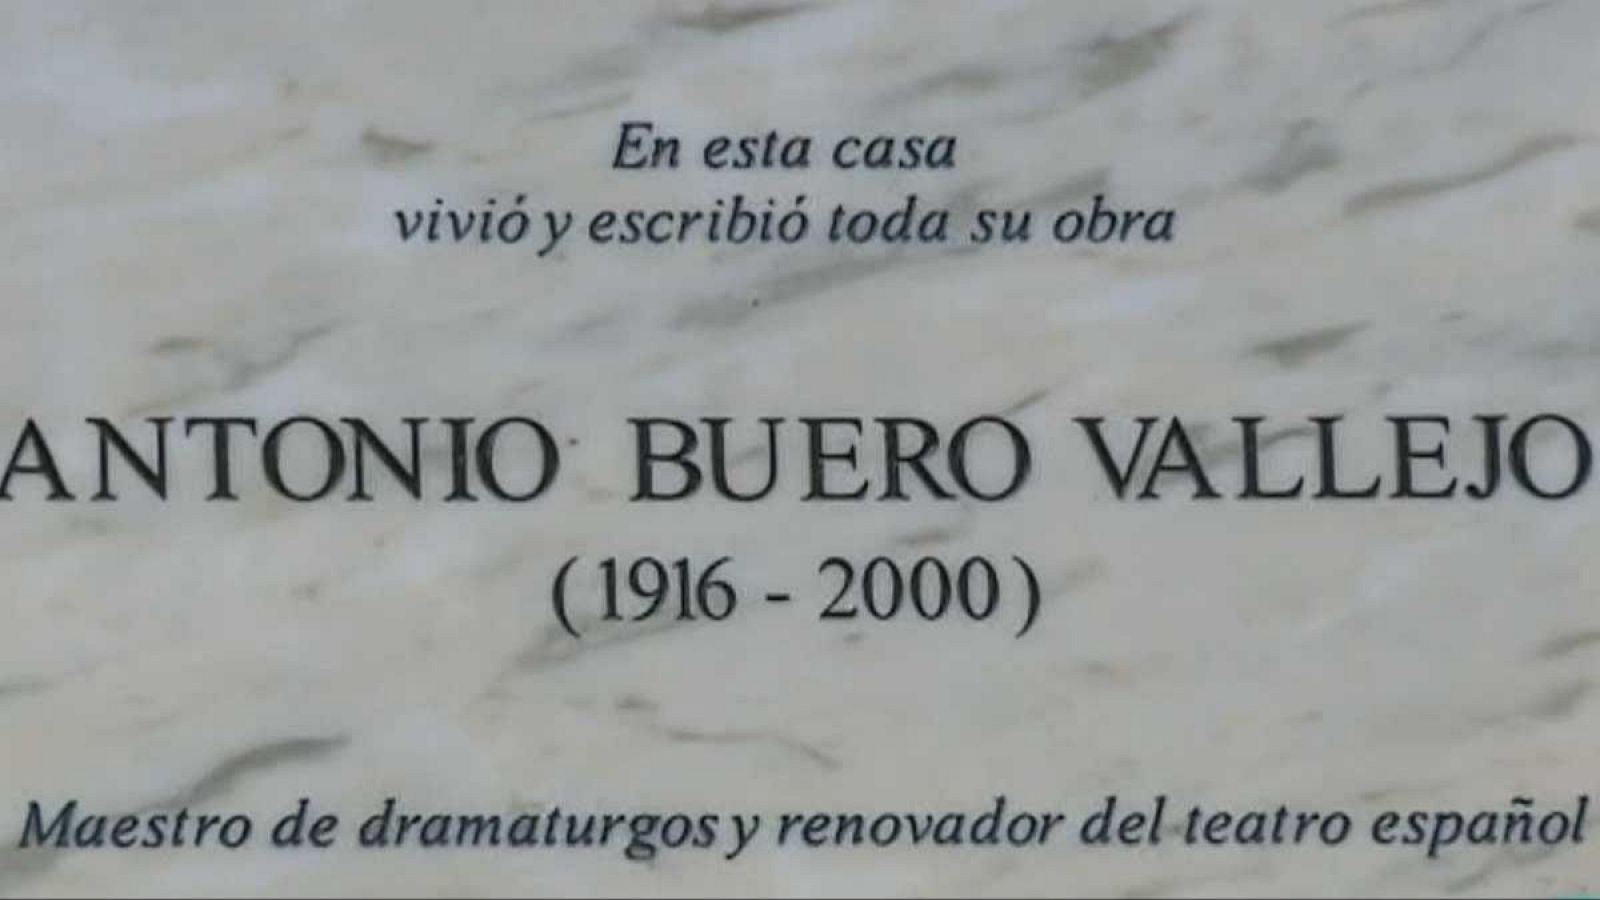 En esta casa
vivió y escribió toda su obra
ANTONIO BUERO VALLEJO
(1916 - 2000)
Maestro de dramaturgos y renovador del teatro español